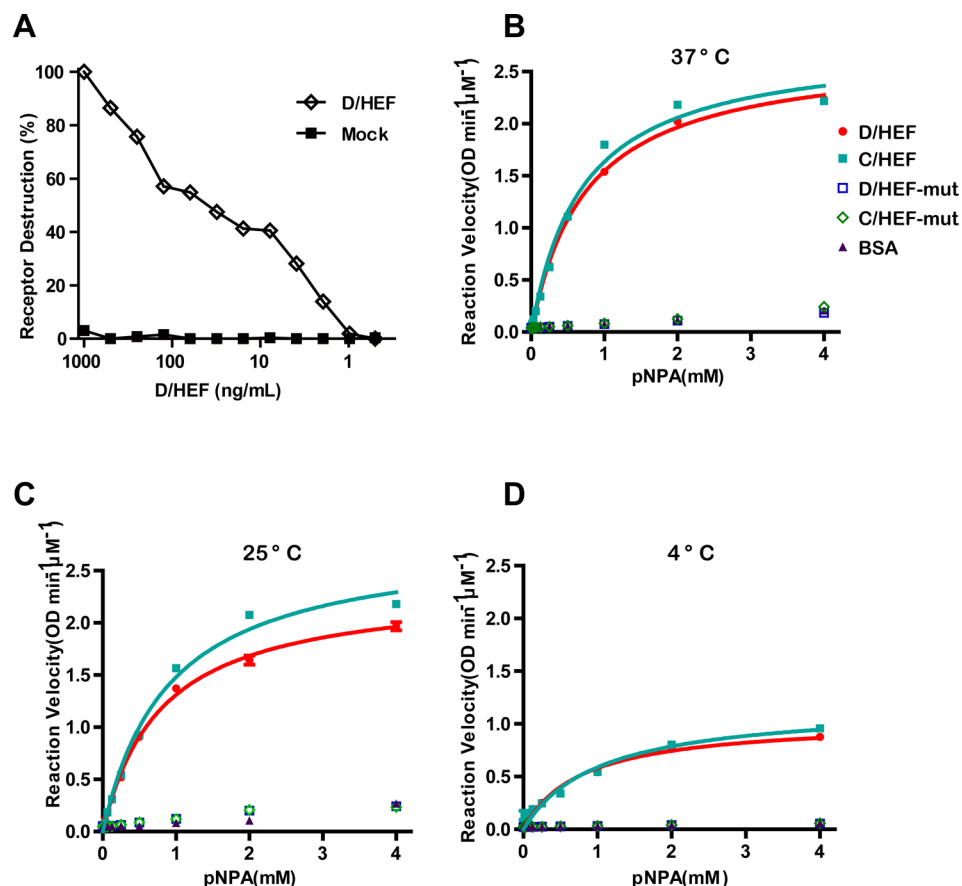 A
Receptor Destruction (%)
100
80
60
40
20
0
1000
100
10
1
D/HEF (ng/mL)
D/HEF
Mock
B
37° C
Reaction Velocity(OD min⁻¹µM⁻¹)
2.5
2.0
1.5
1.0
0.5
0.0
0
1
2
3
4
pNPA(mM)
D/HEF
C/HEF
D/HEF-mut
C/HEF-mut
BSA
C
25° C
Reaction Velocity(OD min⁻¹µM⁻¹)
2.5
2.0
1.5
1.0
0.5
0.0
0
1
2
3
4
pNPA(mM)
D
4° C
Reaction Velocity(OD min⁻¹µM⁻¹)
2.5
2.0
1.5
1.0
0.5
0.0
0
1
2
3
4
pNPA(mM)